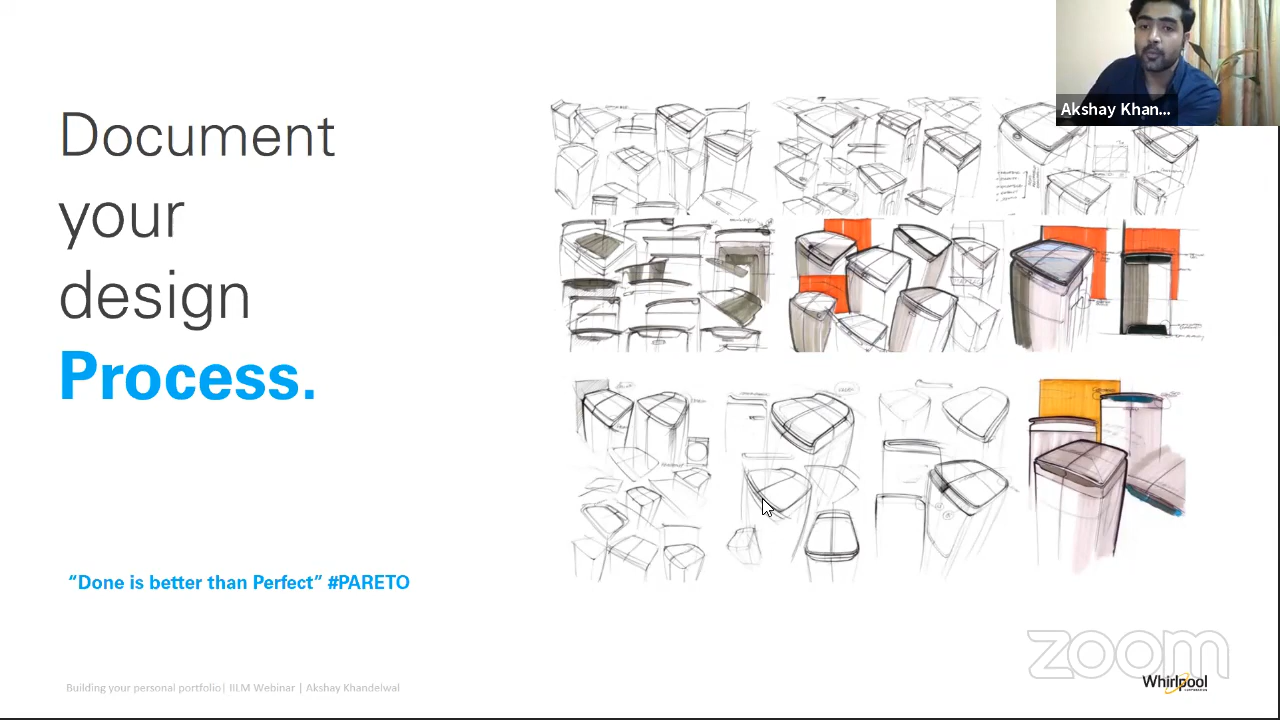 Akshay Khan...
Document
your
design
Process.
“Done is better than Perfect” #PARETO
Building your personal portfolio| IILM Webinar | Akshay Khandelwal
zoom
Whirlpool
CORPORATION